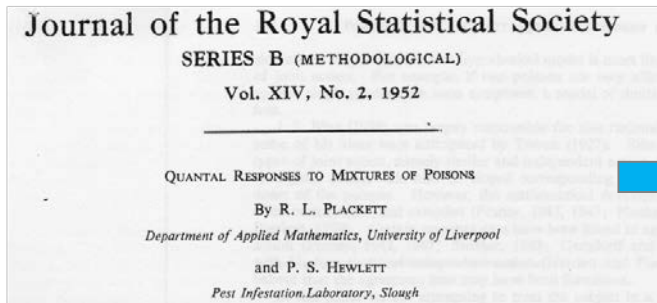 Journal of the Royal Statistical Society
SERIES B (METHODOLOGICAL)
Vol. XIV, No. 2, 1952
QUANTAL RESPONSES TO MIXTURES OF POISONS
By R. L. PLACKETT
Department of Applied Mathematics, University of Liverpool
and P. S. HEWLETT
Pest Infestation Laboratory, Slough